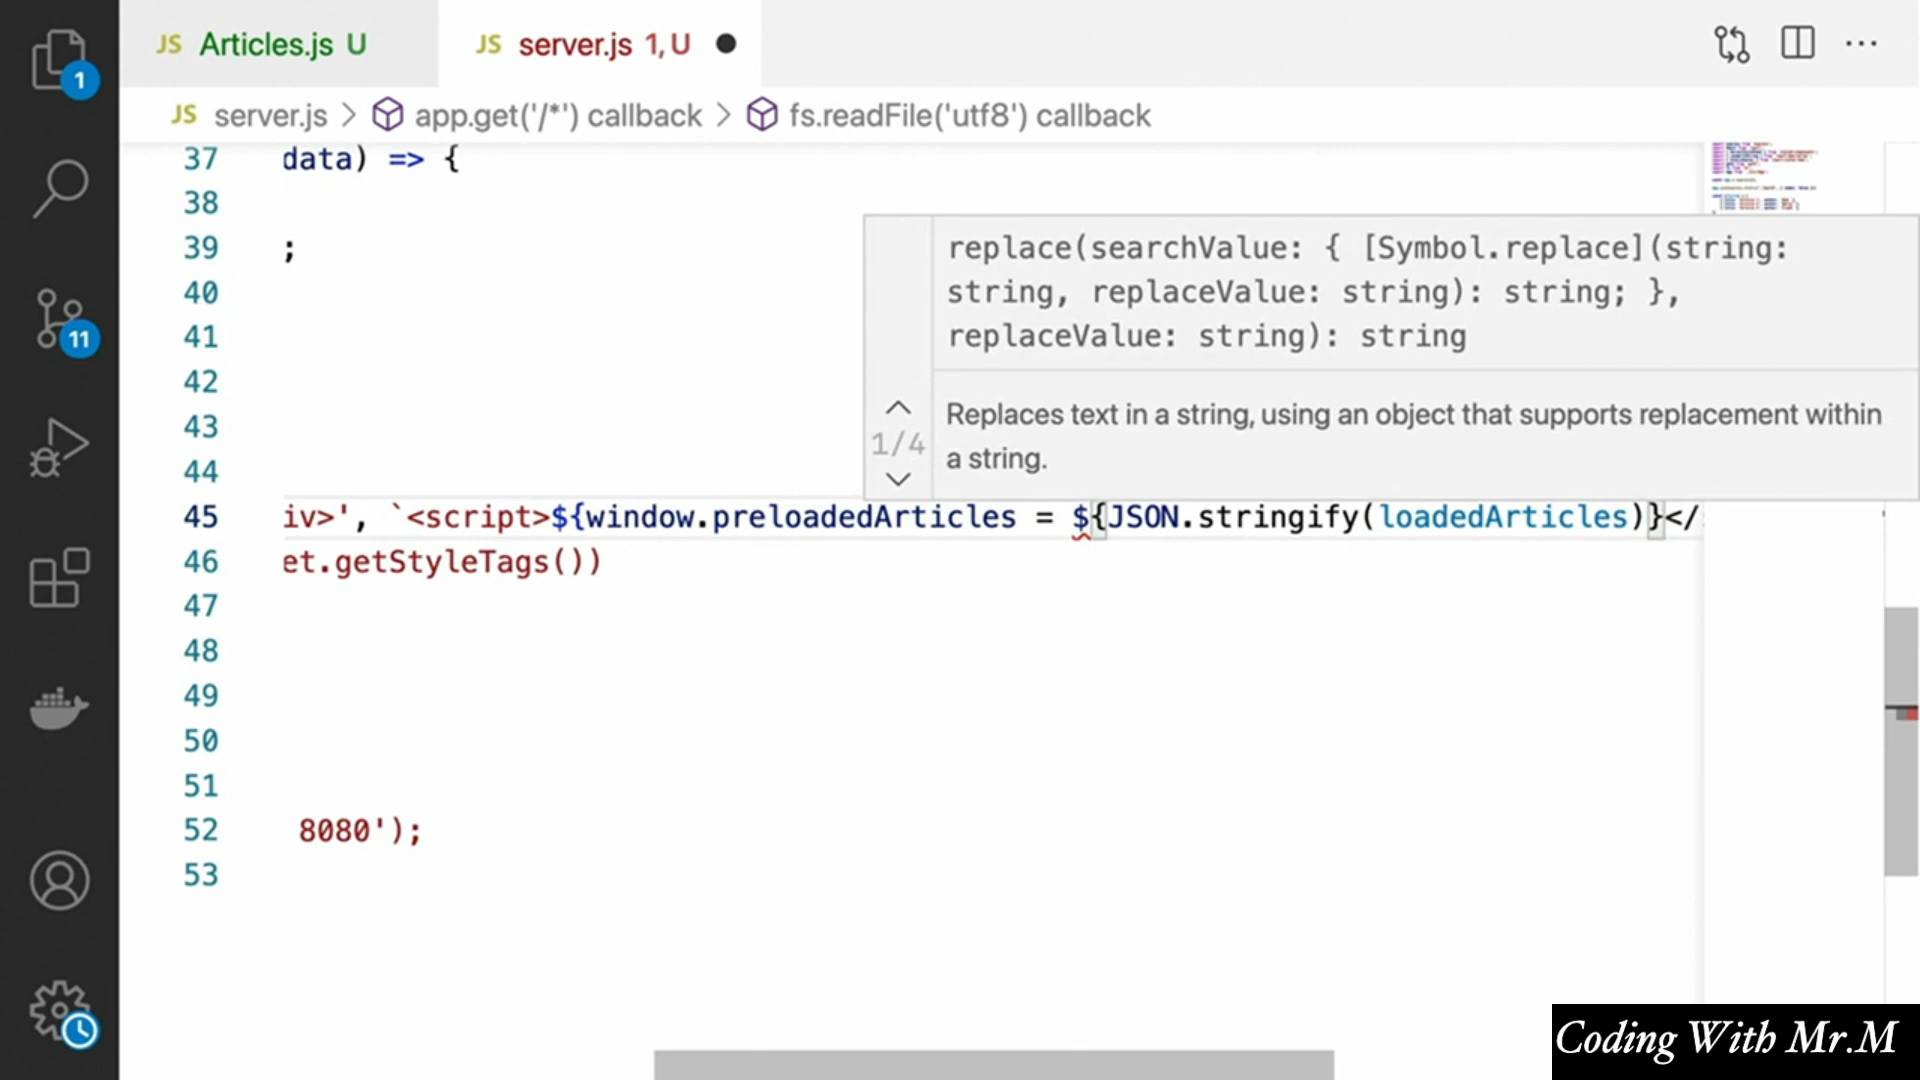 JS Articles.js U JS server.js 1, U
JS server.js > app.get('/*') callback > fs.readFile('utf8') callback
1
11
37 data) => {
38
39 ;
40
41
42
43
44
45 iv>', `<script>${window.preloadedArticles = ${JSON.stringify(loadedArticles)}</
46 et.getStyleTags())
47
48
49
50
51
52 8080');
53
replace(searchValue: { [Symbol.replace](string:
string, replaceValue: string): string; },
replaceValue: string): string
1/4
Replaces text in a string, using an object that supports replacement within
a string.
Coding With Mr.M